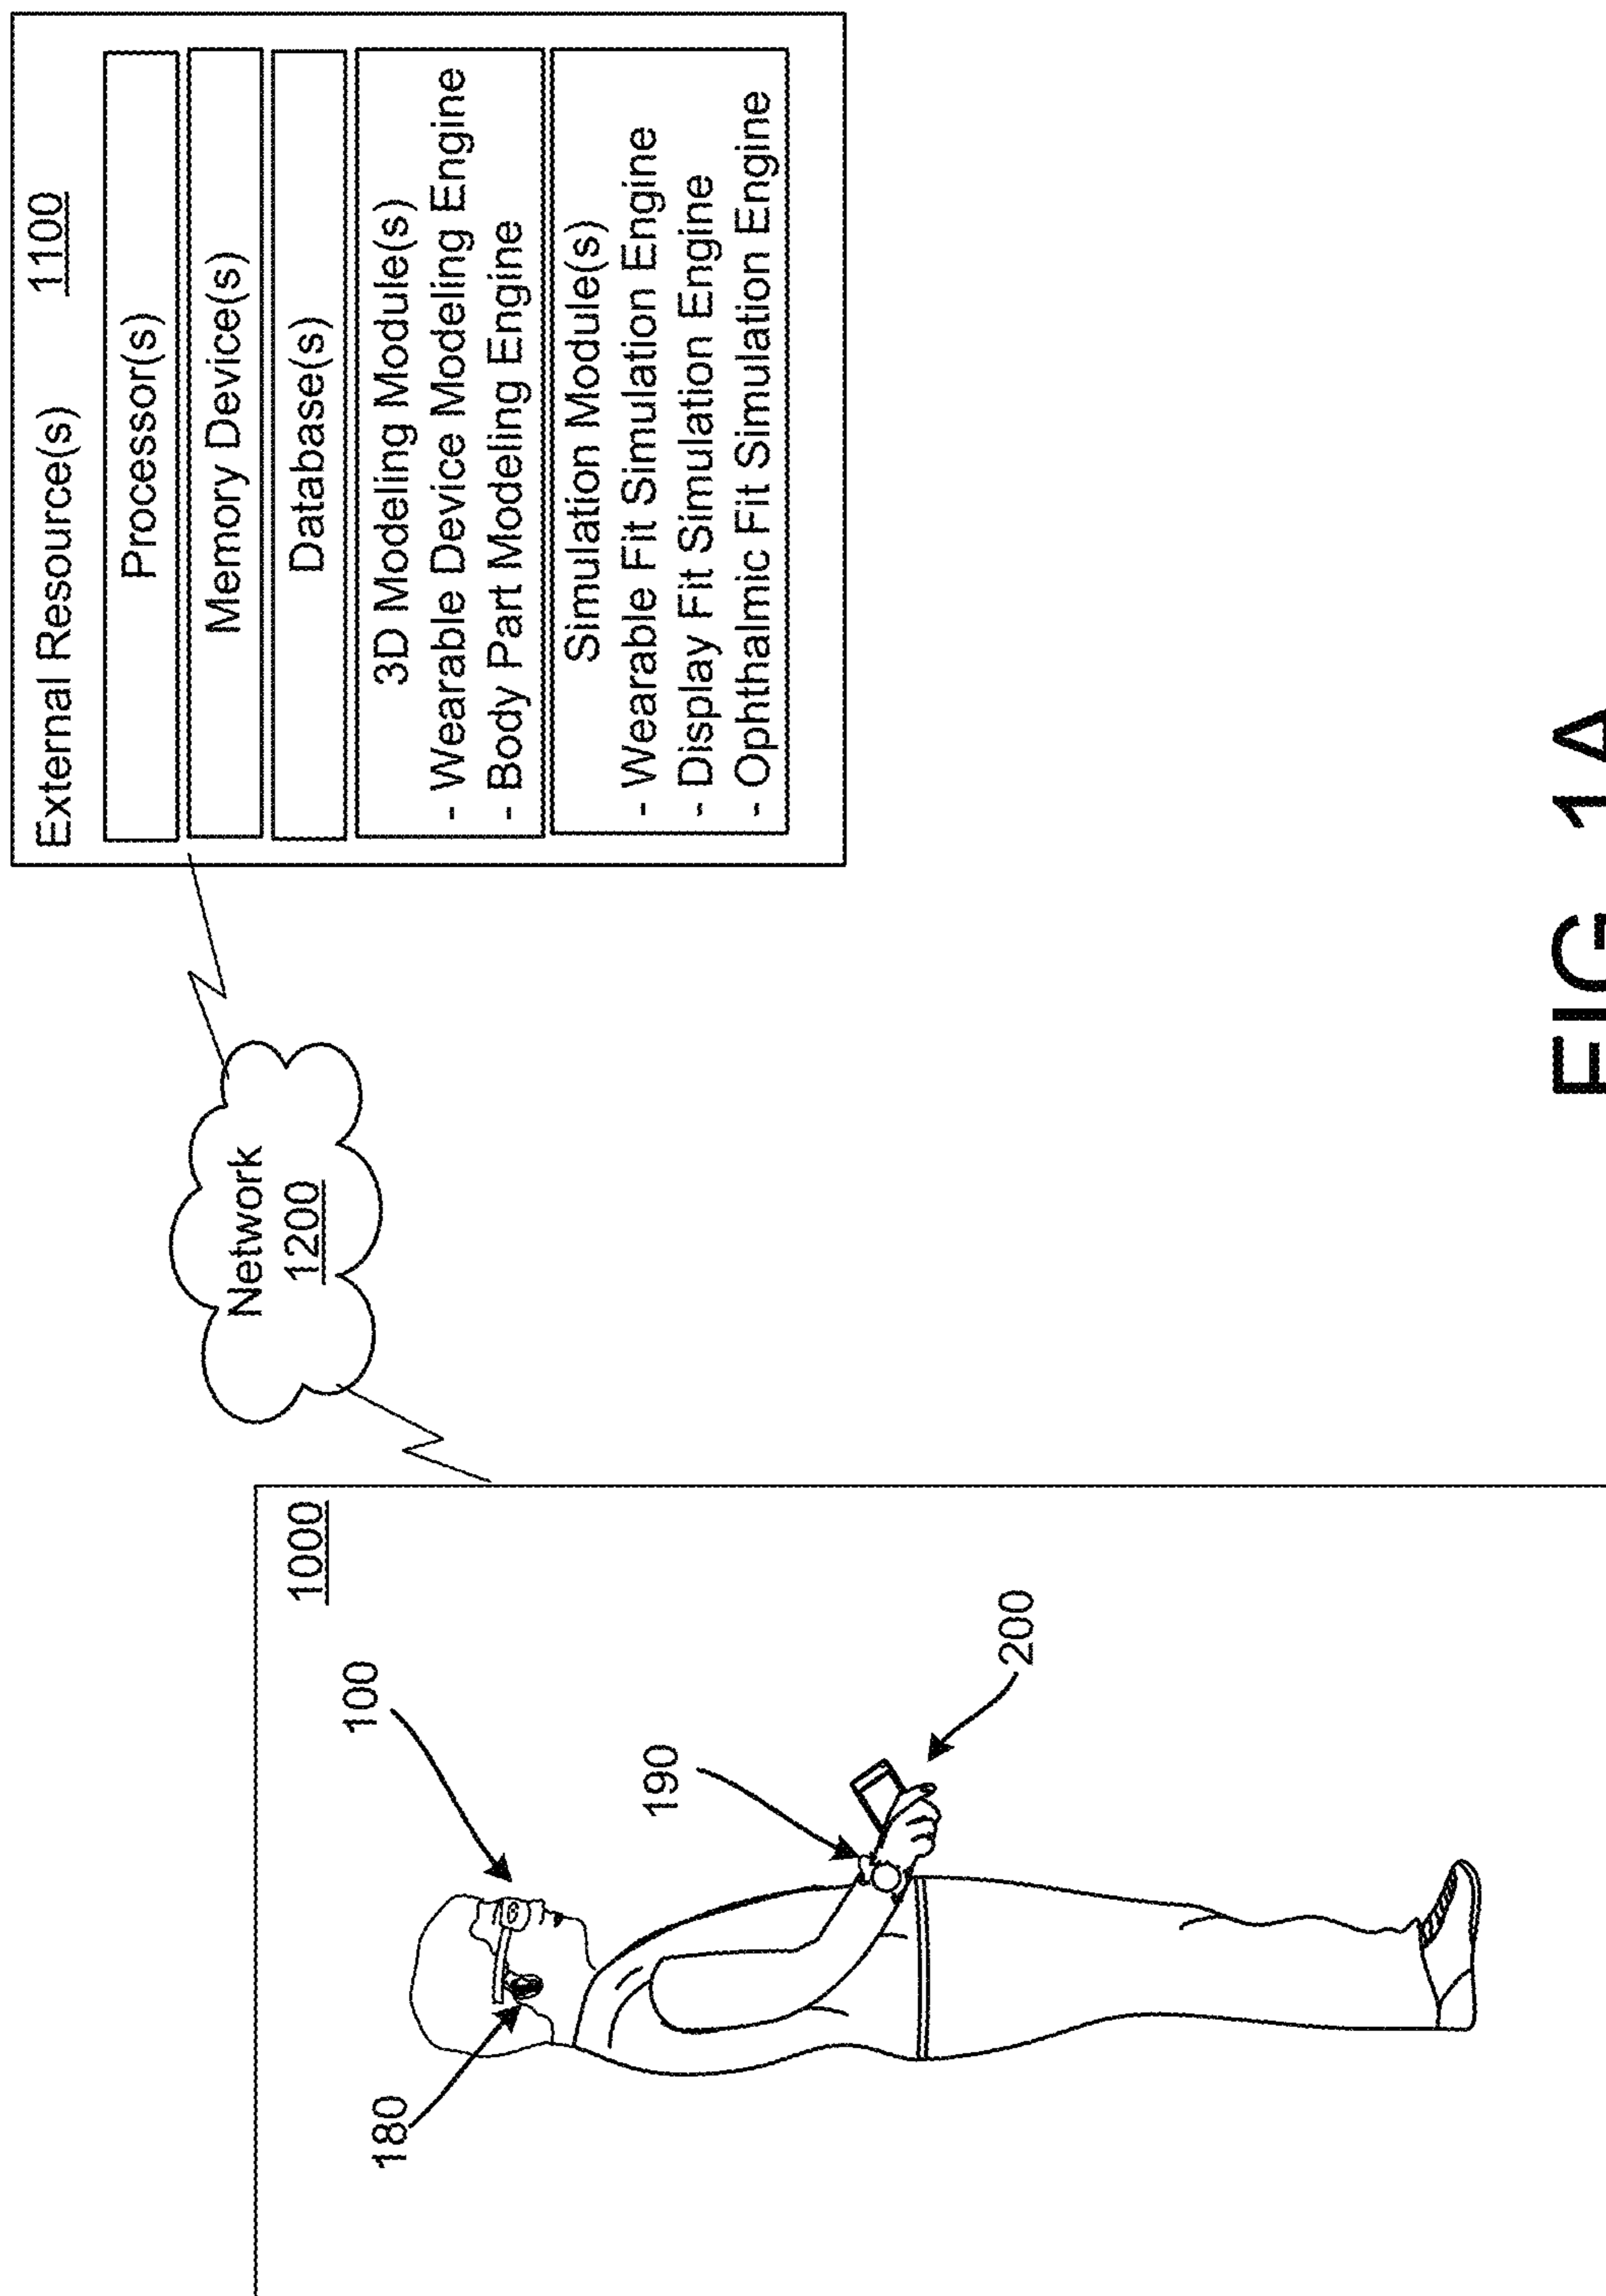 External Resource(s) 1100
Processor(s)
Memory Device(s)
Database(s)
3D Modeling Module(s)
- Wearable Device Modeling Engine
- Body Part Modeling Engine
Simulation Module(s)
- Wearable Fit Simulation Engine
- Display Fit Simulation Engine
- Ophthalmic Fit Simulation Engine
Network
1200
1000
100
180
190
200
FIG. 1A